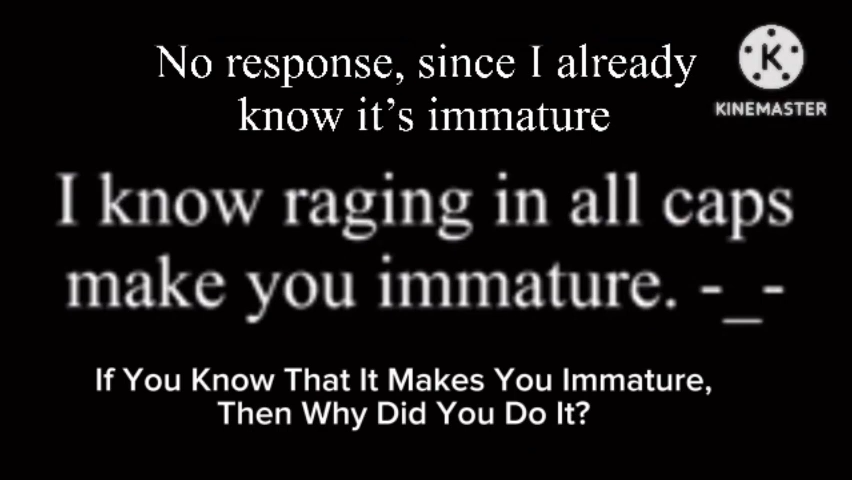 No response, since I already
know it’s immature
KINEMASTER
I know raging in all caps
make you immature. -_-
If You Know That It Makes You Immature,
Then Why Did You Do It?